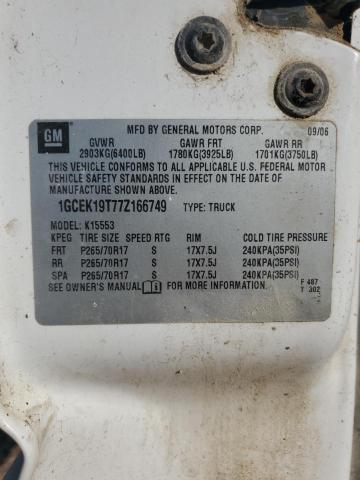 GM
MFD BY GENERAL MOTORS CORP. 09/06
GVWR GAWR FRT GAWR RR
2903KG(6400LB) 1780KG(3925LB) 1701KG(3750LB)
THIS VEHICLE CONFORMS TO ALL APPLICABLE U.S. FEDERAL MOTOR
VEHICLE SAFETY STANDARDS IN EFFECT ON THE DATE OF
MANUFACTURE SHOWN ABOVE.
1GCEK19T77Z166749 TYPE: TRUCK
MODEL: K15553
KPEG TIRE SIZE SPEED RTG RIM COLD TIRE PRESSURE
FRT P265/70R17 S 17X7.5J 240KPA(35PSI)
RR P265/70R17 S 17X7.5J 240KPA(35PSI)
SPA P265/70R17 S 17X7.5J 240KPA(35PSI)
SEE OWNER'S MANUAL FOR MORE INFORMATION. F 487
T 302